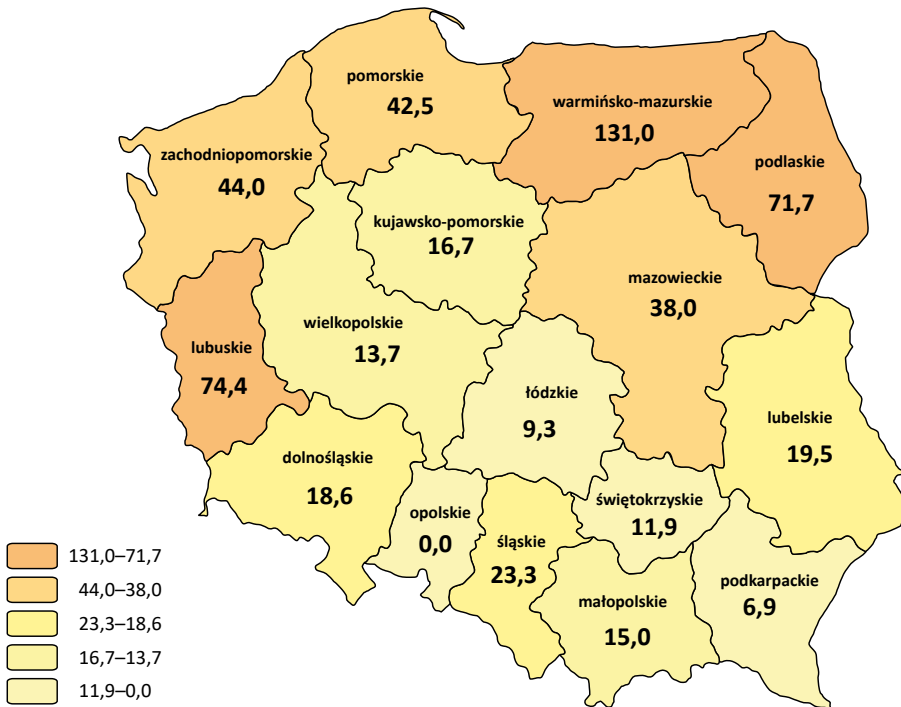 pomorskie
42,5
warmińsko-mazurskie
131,0
zachodniopomorskie
44,0
podlaskie
71,7
kujawsko-pomorskie
16,7
mazowieckie
38,0
wielkopolskie
13,7
lubuskie
74,4
łódzkie
9,3
lubelskie
19,5
dolnośląskie
18,6
opolskie
0,0
śląskie
23,3
świętokrzyskie
11,9
małopolskie
15,0
podkarpackie
6,9
131,0–71,7
44,0–38,0
23,3–18,6
16,7–13,7
11,9–0,0